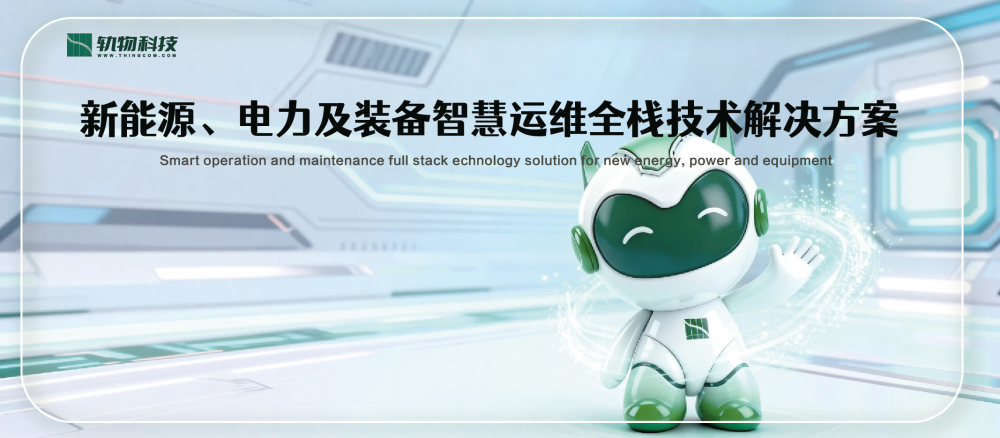 轨物科技
WWW.THINGCOM.COM
新能源、电力及装备智慧运维全栈技术解决方案
Smart operation and maintenance full stack echnology solution for new energy, power and equipment